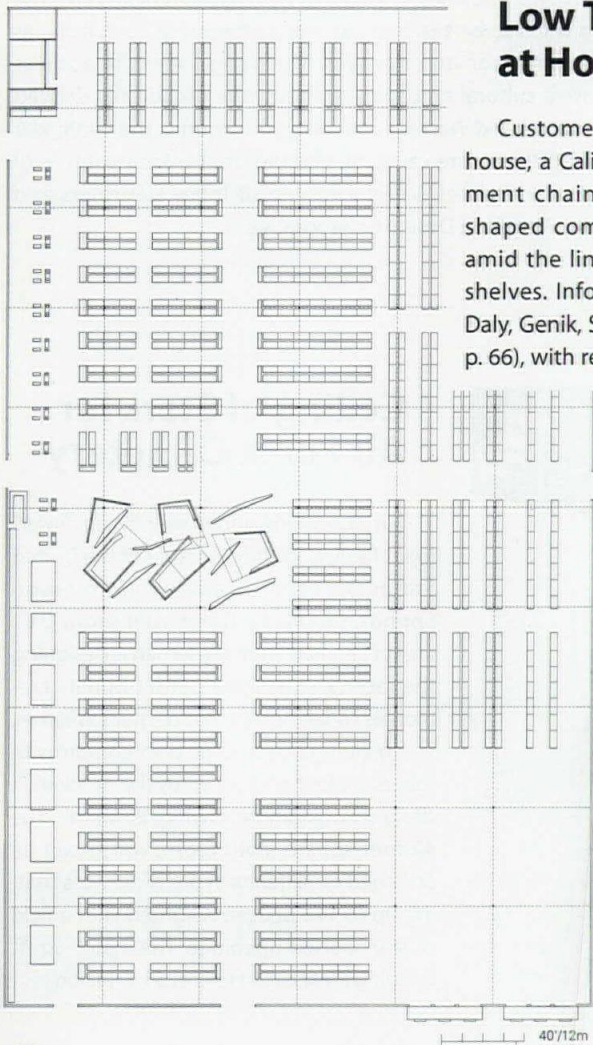 Low T
at Ho
Custome
house, a Cali
ment chain
shaped com
amid the lin
shelves. Info
Daly, Genik, S
p. 66), with re
40'/12m